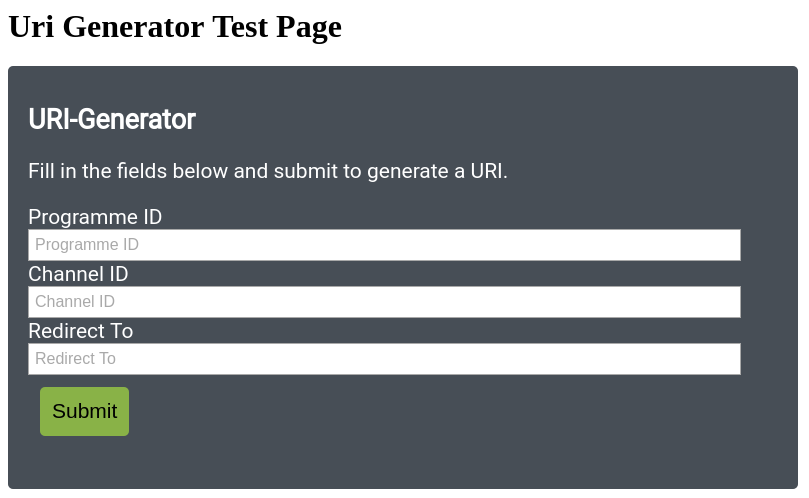 Uri Generator Test Page
URI-Generator
Fill in the fields below and submit to generate a URI.
Programme ID
Programme ID
Channel ID
Channel ID
Redirect To
Redirect To
Submit